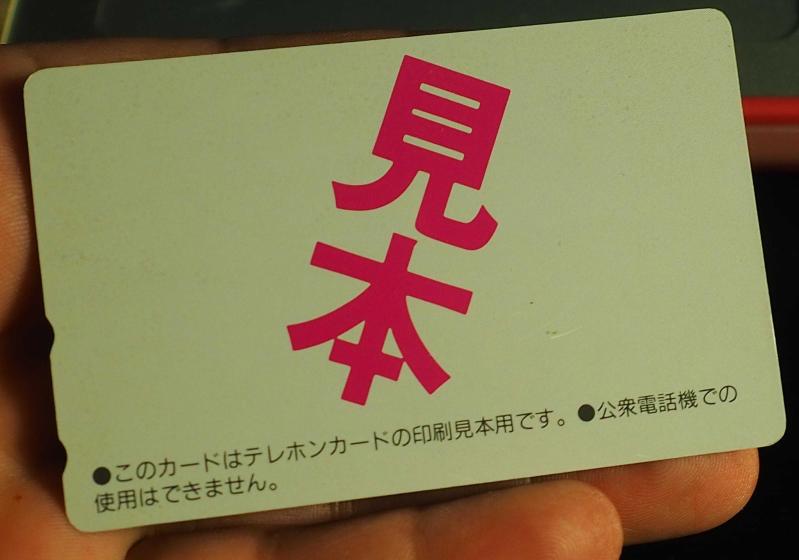 見本
●このカードはテレホンカードの印刷見本用です。●公衆電話機での
使用はできません。